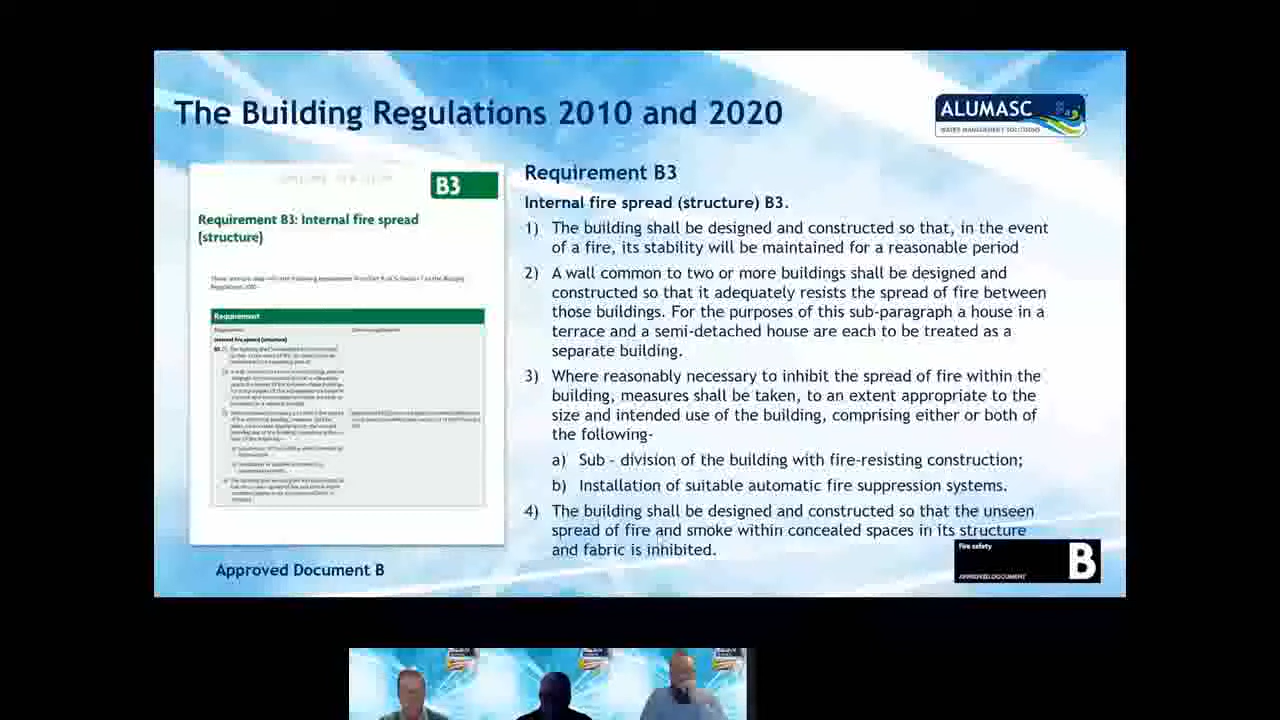 The Building Regulations 2010 and 2020
ALUMASC
WATER MANAGEMENT SOLUTIONS
B3
Requirement B3: Internal fire spread
(structure)
Requirement
Internal fire spread (structure)
Approved Document B
Requirement B3
Internal fire spread (structure) B3.
1) The building shall be designed and constructed so that, in the event
of a fire, its stability will be maintained for a reasonable period
2) A wall common to two or more buildings shall be designed and
constructed so that it adequately resists the spread of fire between
those buildings. For the purposes of this sub-paragraph a house in a
terrace and a semi-detached house are each to be treated as a
separate building.
3) Where reasonably necessary to inhibit the spread of fire within the
building, measures shall be taken, to an extent appropriate to the
size and intended use of the building, comprising either or both of
the following-
a) Sub - division of the building with fire-resisting construction;
b) Installation of suitable automatic fire suppression systems.
4) The building shall be designed and constructed so that the unseen
spread of fire and smoke within concealed spaces in its structure
and fabric is inhibited.
Fire safety
APPROVED DOCUMENT
B